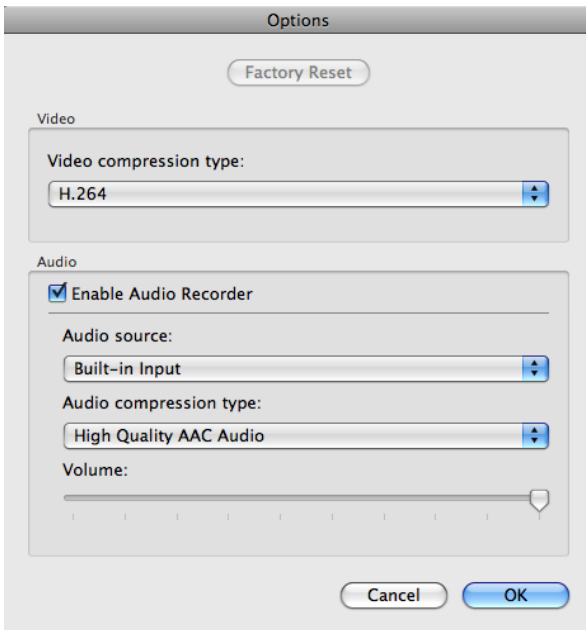 Options
Factory Reset
Video
Video compression type:
H.264
Audio
Enable Audio Recorder
Audio source:
Built-in Input
Audio compression type:
High Quality AAC Audio
Volume:
Cancel OK